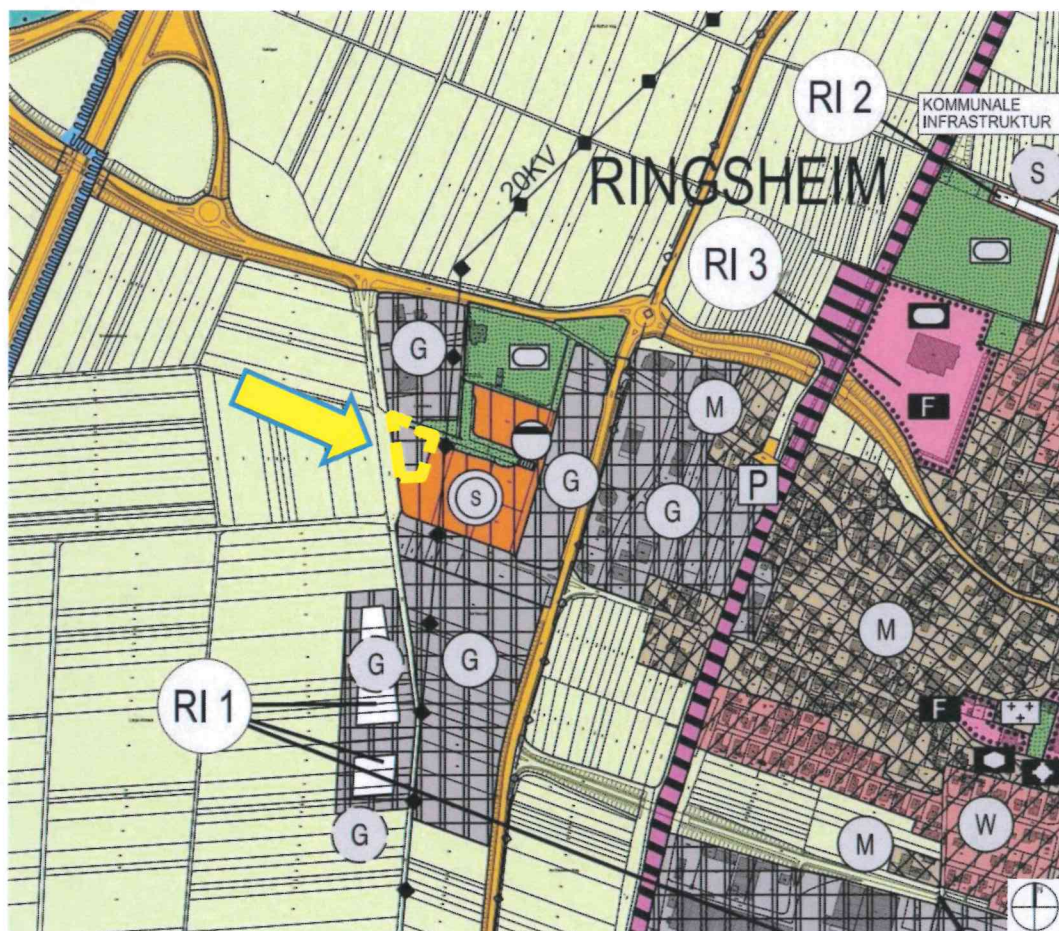 RI 2
KOMMUNALE
INFRASTRUKTUR
S
20KV
RINGSHEIM
RI 3
G
M
F
P
S
G
G
M
G
G
RI 1
F
M
W
G